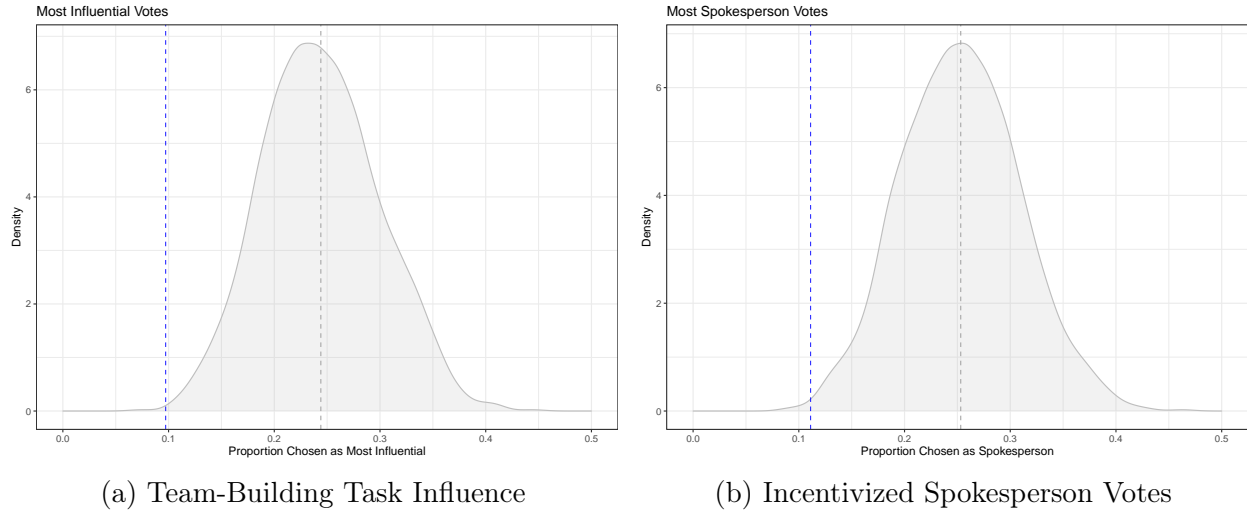 Most Influential Votes
6
4
2
0
Density
0.0 0.1 0.2 0.3 0.4 0.5
Proportion Chosen as Most Influential
(a) Team-Building Task Influence
Most Spokesperson Votes
6
4
2
0
Density
0.0 0.1 0.2 0.3 0.4 0.5
Proportion Chosen as Spokesperson
(b) Incentivized Spokesperson Votes